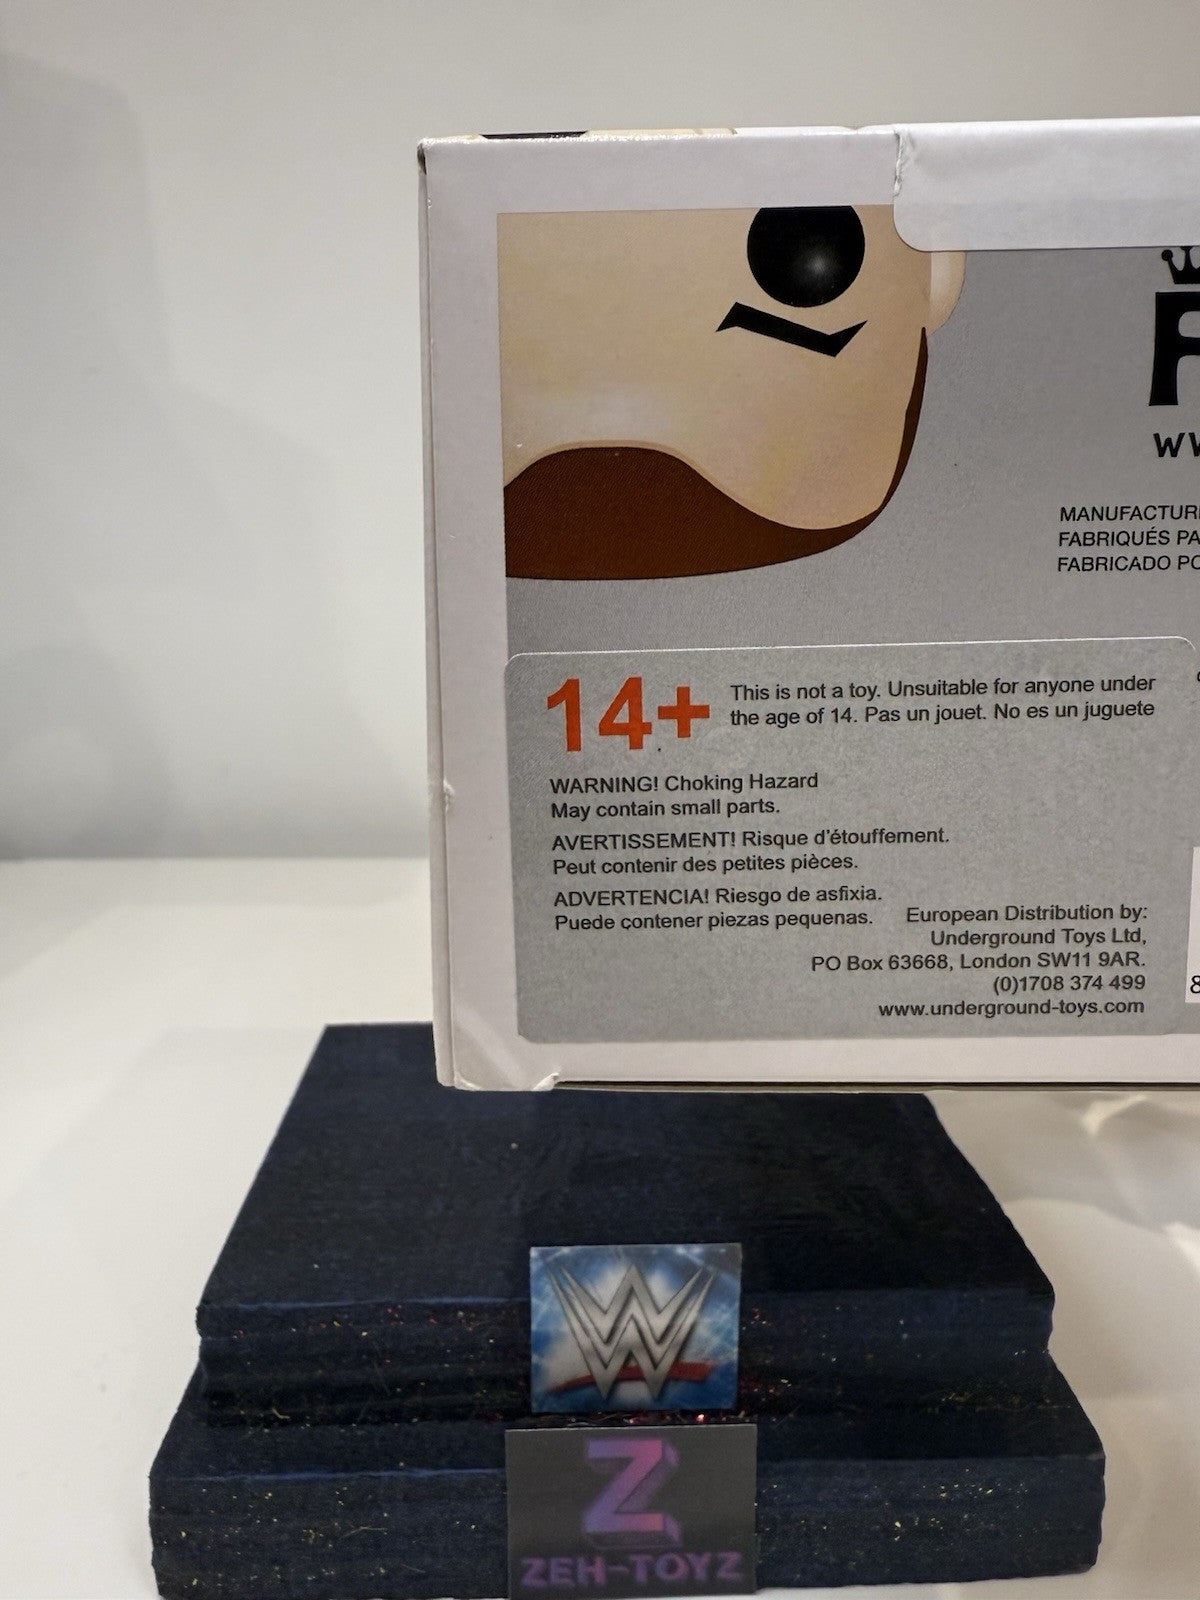 MANUFACTUR
FABRIQUÉS PA
FABRICADO PO
14+
This is not a toy. Unsuitable for anyone under
the age of 14. Pas un jouet. No es un juguete
WARNING! Choking Hazard
May contain small parts.
AVERTISSEMENT! Risque d'étouffement.
Peut contenir des petites pièces.
ADVERTENCIA! Riesgo de asfixia.
Puede contener piezas pequenas.
European Distribution by:
Underground Toys Ltd,
PO Box 63668, London SW11 9AR.
(0)1708 374 499
www.underground-toys.com
8
W
Z
ZEH-TOYZ